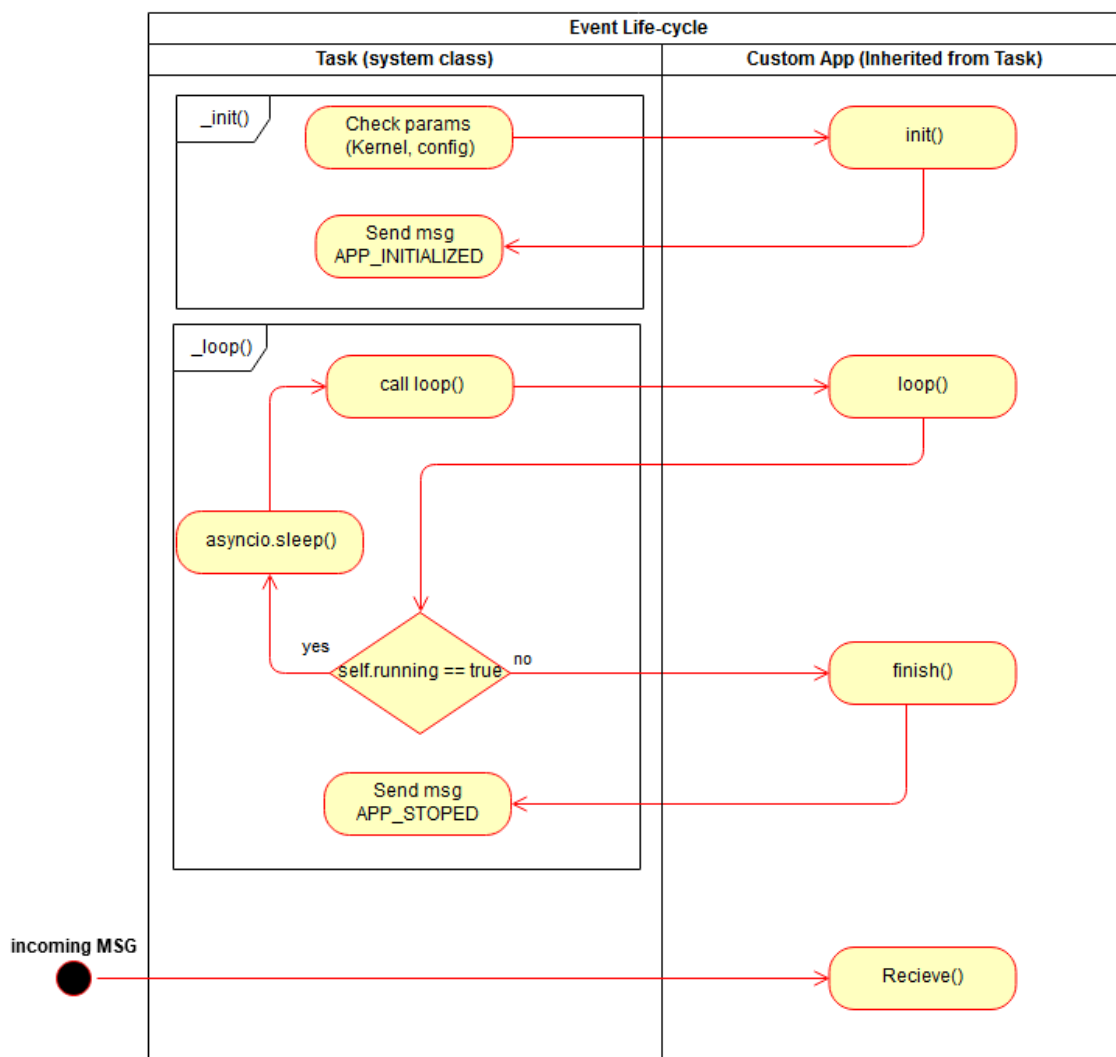 Event Life-cycle
Task (system class)
Custom App (Inherited from Task)
_init()
Check params
(Kernel, config)
init()
Send msg
APP_INITIALIZED
_loop()
call loop()
loop()
asyncio.sleep()
yes
self.running == true
no
finish()
Send msg
APP_STOPED
incoming MSG
Recieve()